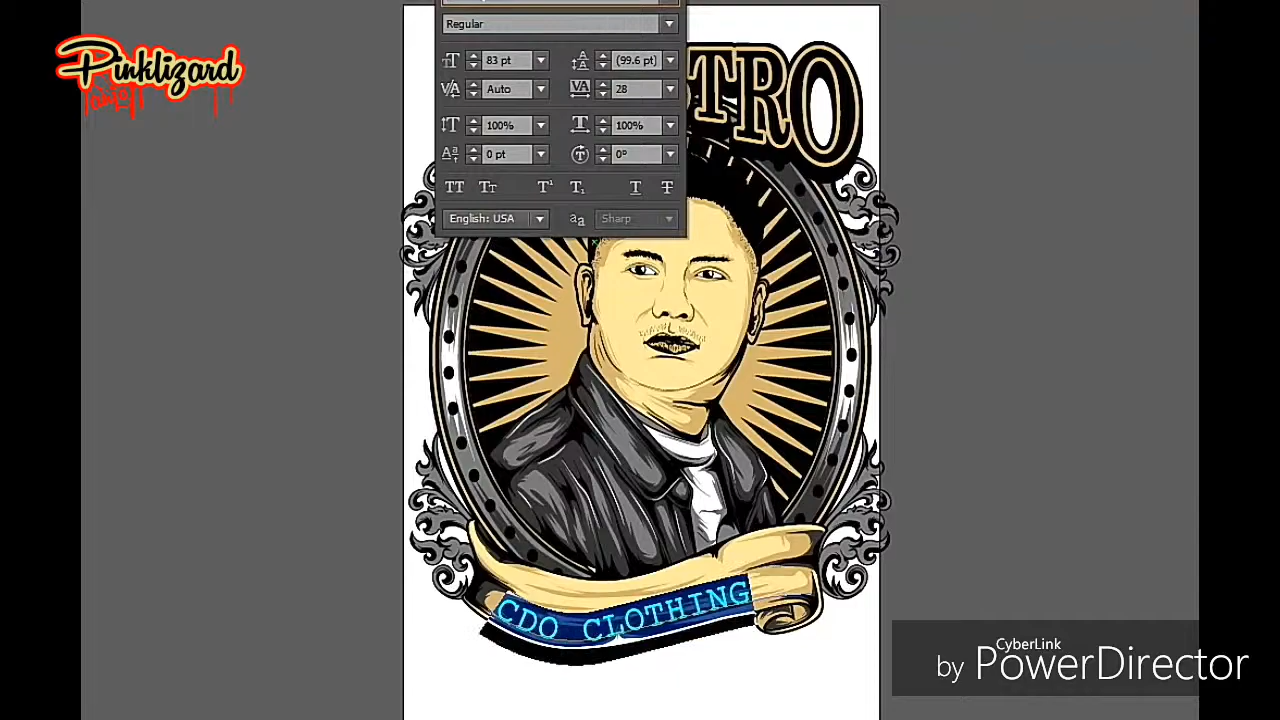 Pinklizard
Regular
83 pt
(99.6 pt)
Auto
28
100%
100%
0 pt
0°
English: USA
Sharp
TRO
CDO CLOTHING
CyberLink
by PowerDirector